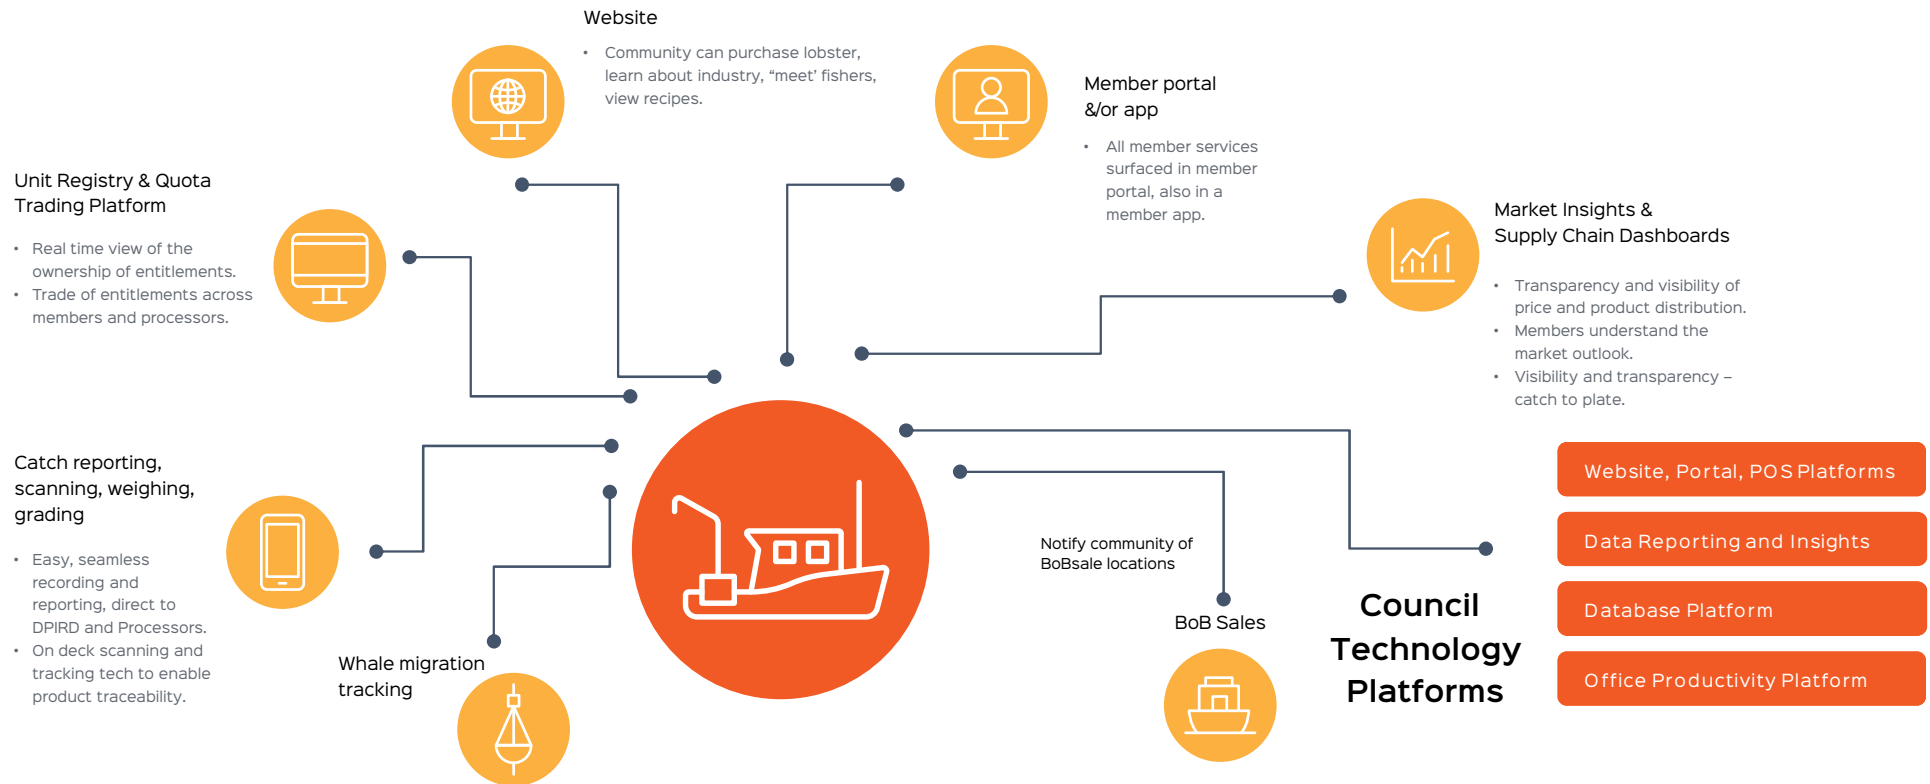 Website
• Community can purchase lobster,
learn about industry, “meet’ fishers,
view recipes.
Member portal
&/or app
• All member services
surfaced in member
portal, also in a
member app.
Unit Registry & Quota
Trading Platform
• Real time view of the
ownership of entitlements.
• Trade of entitlements across
members and processors.
Market Insights &
Supply Chain Dashboards
• Transparency and visibility of
price and product distribution.
• Members understand the
market outlook.
• Visibility and transparency –
catch to plate.
Catch reporting,
scanning, weighing,
grading
• Easy, seamless
recording and
reporting, direct to
DPIRD and Processors.
• On deck scanning and
tracking tech to enable
product traceability.
Whale migration
tracking
Notify community of
BoBsale locations
BoB Sales
Council
Technology
Platforms
Website, Portal, POS Platforms
Data Reporting and Insights
Database Platform
Office Productivity Platform